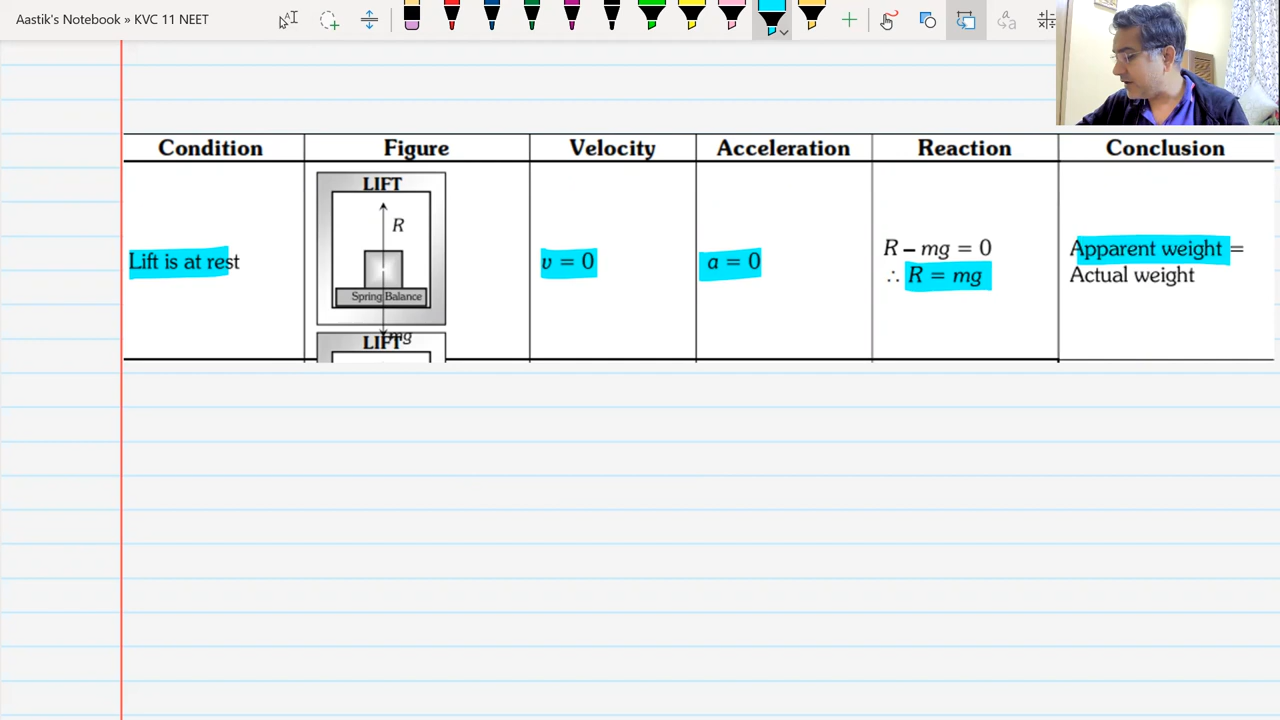 Aastik's Notebook » KVC 11 NEET
Condition Figure Velocity Acceleration Reaction Conclusion
LIFT
R
Lift is at rest
Spring Balance
mg
v = 0
a = 0
R – mg = 0
∴ R = mg
Apparent weight =
Actual weight
LIFT